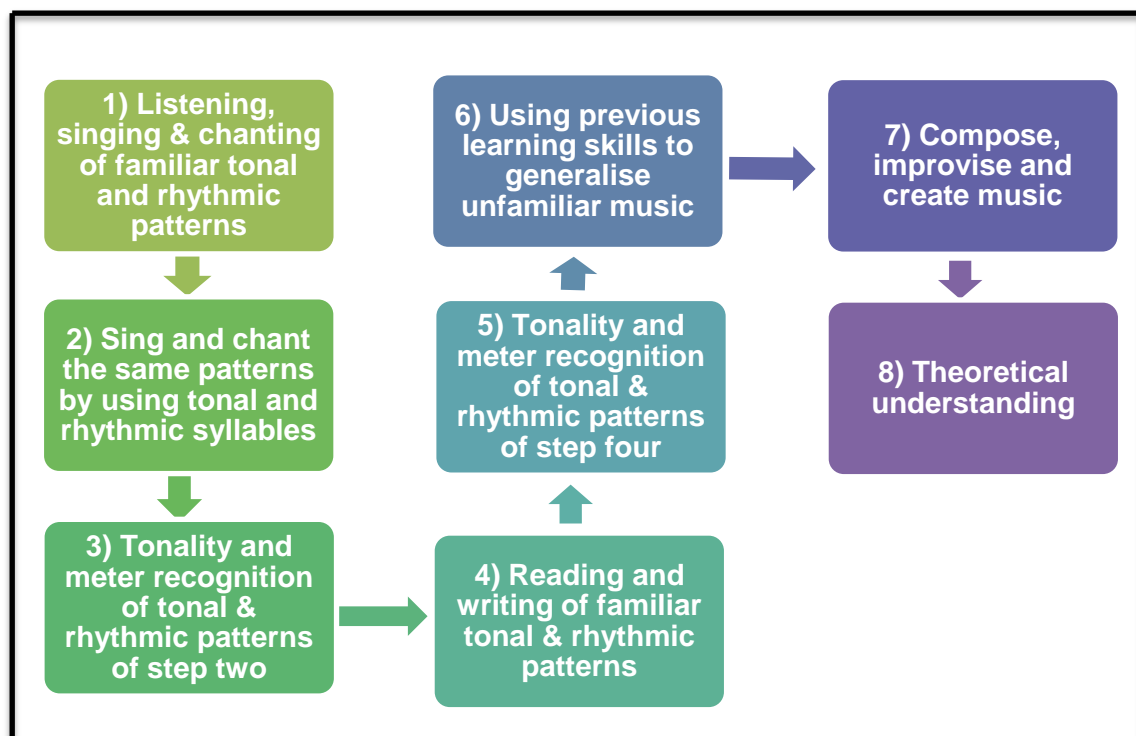 1) Listening,
singing & chanting
of familiar tonal
and rhythmic
patterns
2) Sing and chant
the same patterns
by using tonal and
rhythmic syllables
3) Tonality and
meter recognition
of tonal &
rhythmic patterns
of step two
4) Reading and
writing of familiar
tonal & rhythmic
patterns
5) Tonality and
meter recognition
of tonal &
rhythmic patterns
of step four
6) Using previous
learning skills to
generalise
unfamiliar music
7) Compose,
improvise and
create music
8) Theoretical
understanding